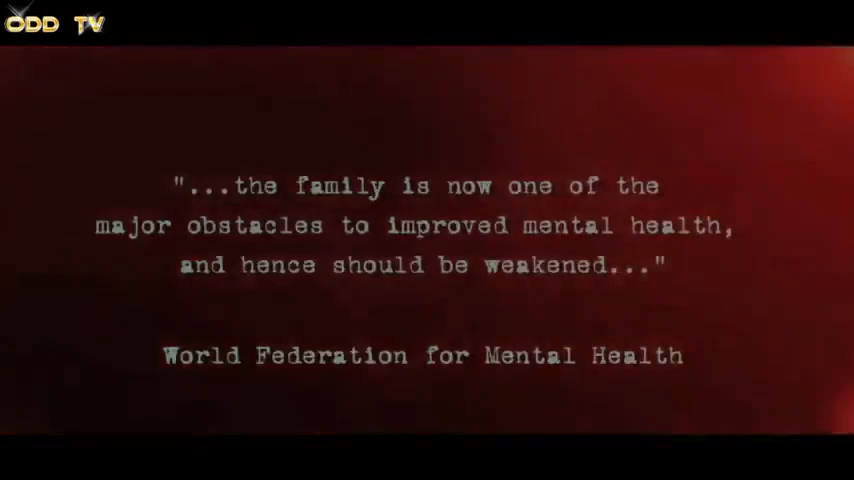 ODD TV
"...the family is now one of the
major obstacles to improved mental health,
and hence should be weakened..."
World Federation for Mental Health